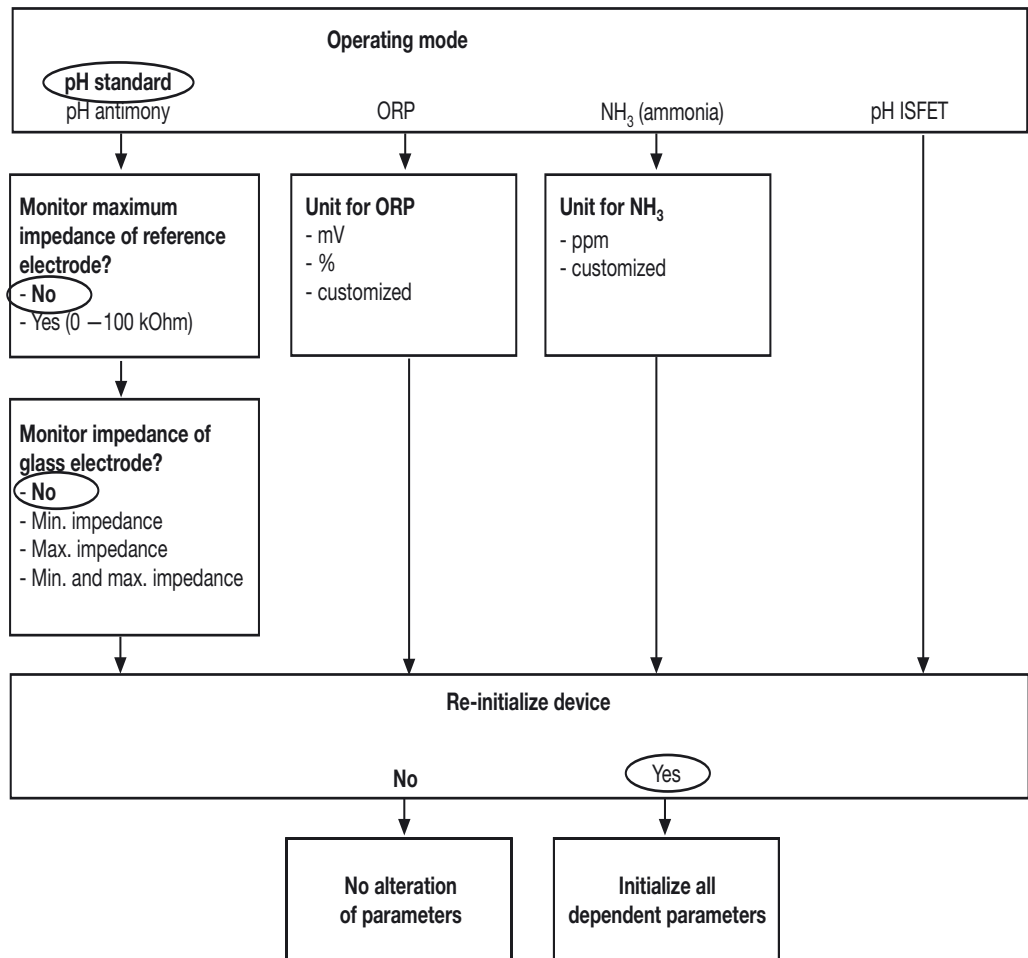 Operating mode
pH standard
pH antimony
ORP
NH₃ (ammonia)
pH ISFET
Monitor maximum
impedance of reference
electrode?
- No
- Yes (0 –100 kOhm)
Unit for ORP
- mV
- %
- customized
Unit for NH₃
- ppm
- customized
Monitor impedance of
glass electrode?
- No
- Min. impedance
- Max. impedance
- Min. and max. impedance
Re-initialize device
No
Yes
No alteration
of parameters
Initialize all
dependent parameters